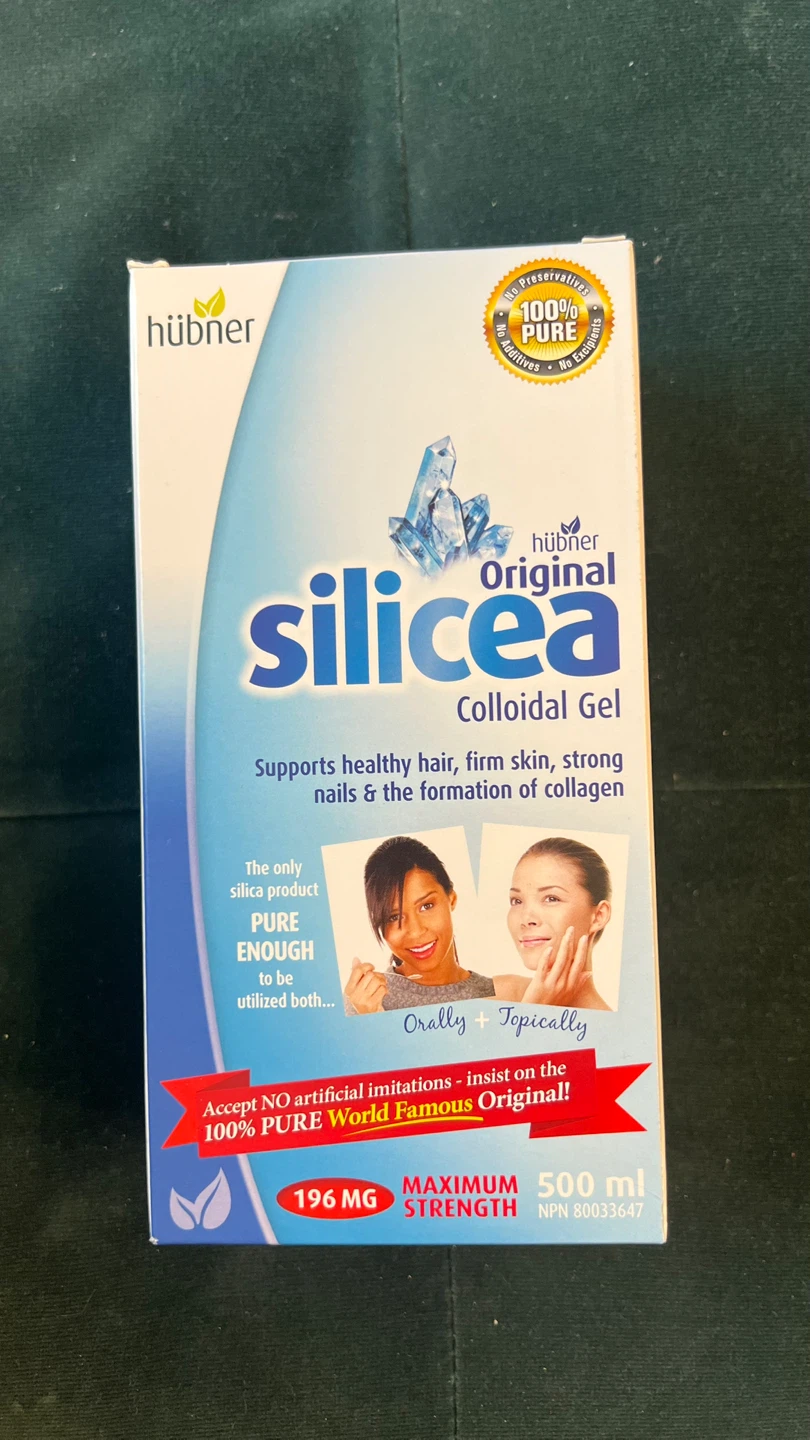 hübner
No Preservatives
100%
PURE
No Additives • No Excipients
hübner
Original
silicea
Colloidal Gel
Supports healthy hair, firm skin, strong
nails & the formation of collagen
The only
silica product
PURE
ENOUGH
to be
utilized both...
Orally + Topically
Accept NO artificial imitations - insist on the
100% PURE World Famous Original!
196 MG
MAXIMUM
STRENGTH
500 ml
NPN 80033647